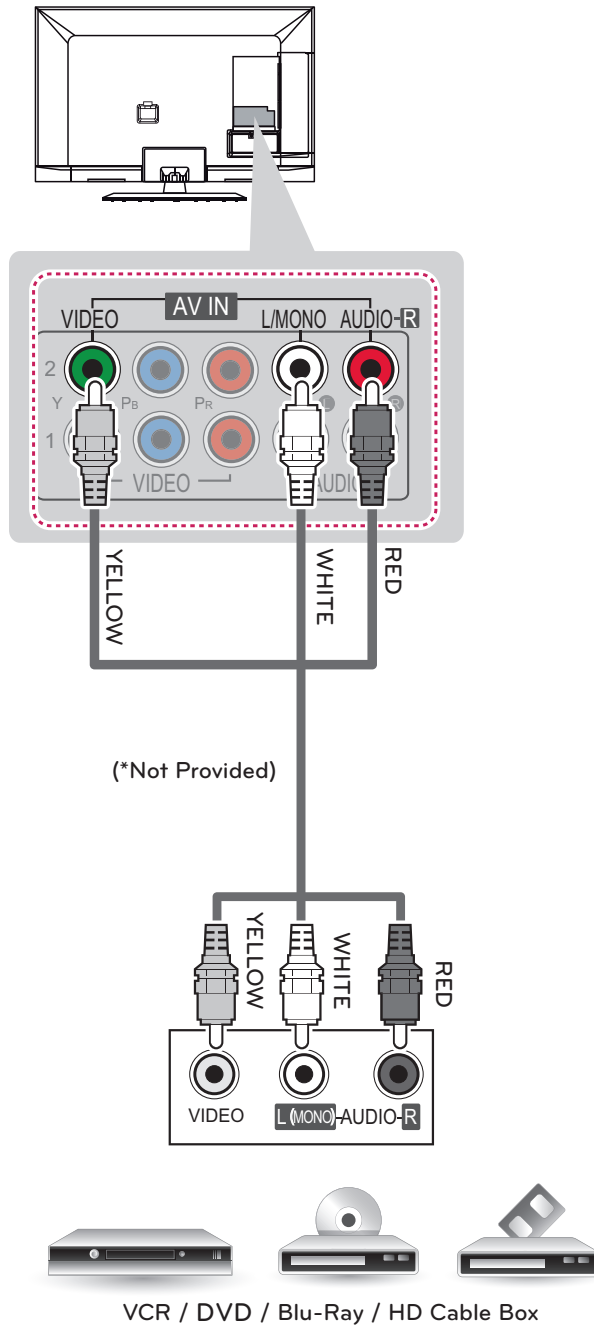 AV IN
VIDEO L/MONO AUDIO-R
2
Y PB PR L R
1
VIDEO
YELLOW
WHITE
RED
(*Not Provided)
YELLOW
WHITE
RED
VIDEO L (MONO)-AUDIO-R
VCR / DVD / Blu-Ray / HD Cable Box